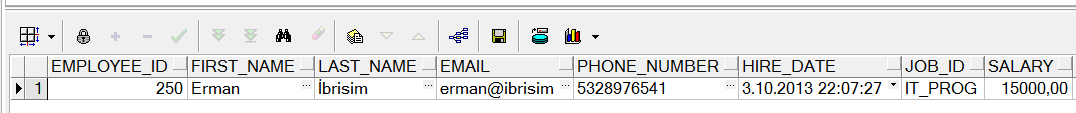 EMPLOYEE_ID FIRST_NAME LAST_NAME EMAIL PHONE_NUMBER HIRE_DATE JOB_ID SALARY
1 250 Erman ... İbrisim ... erman@ibrisim ... 5328976541 ... 3.10.2013 22:07:27 IT_PROG 15000,00